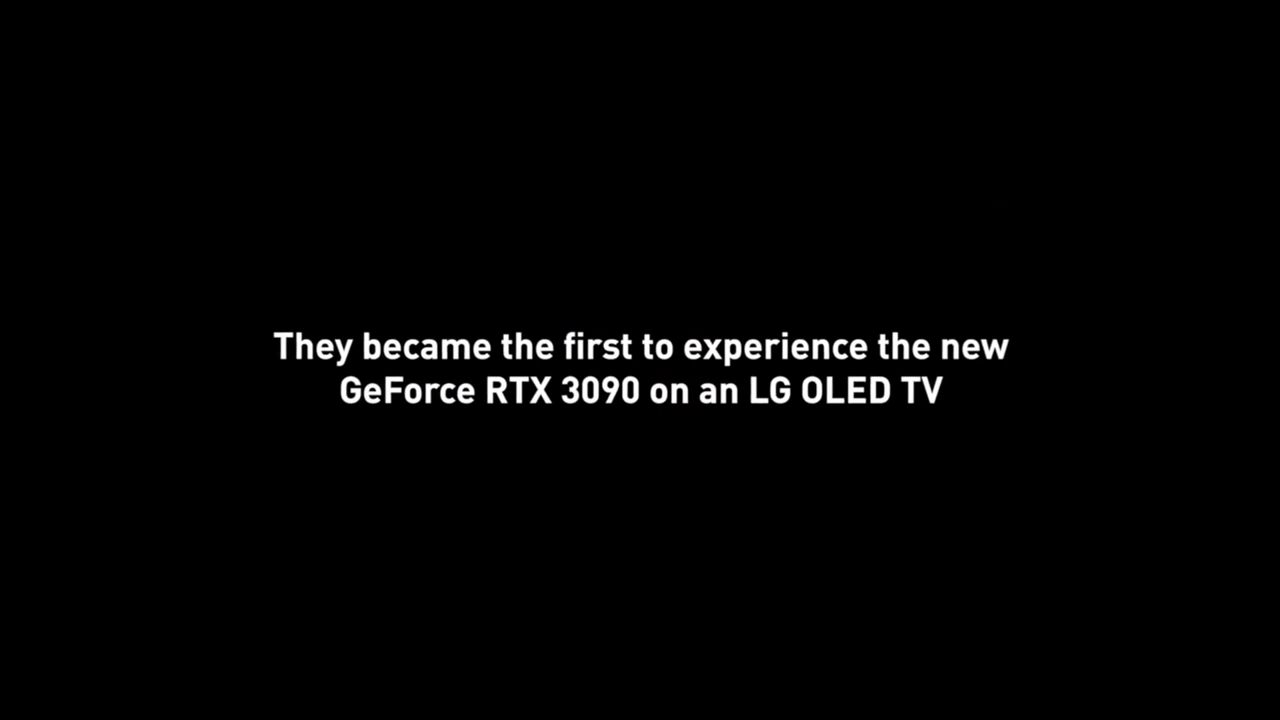 They became the first to experience the new
GeForce RTX 3090 on an LG OLED TV